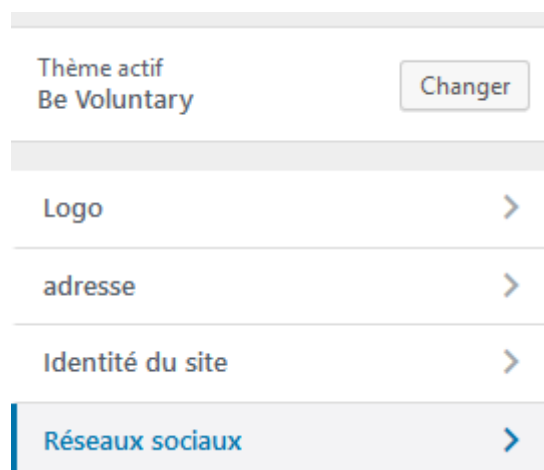 Thème actif
Be Voluntary
Changer
Logo
adresse
Identité du site
Réseaux sociaux